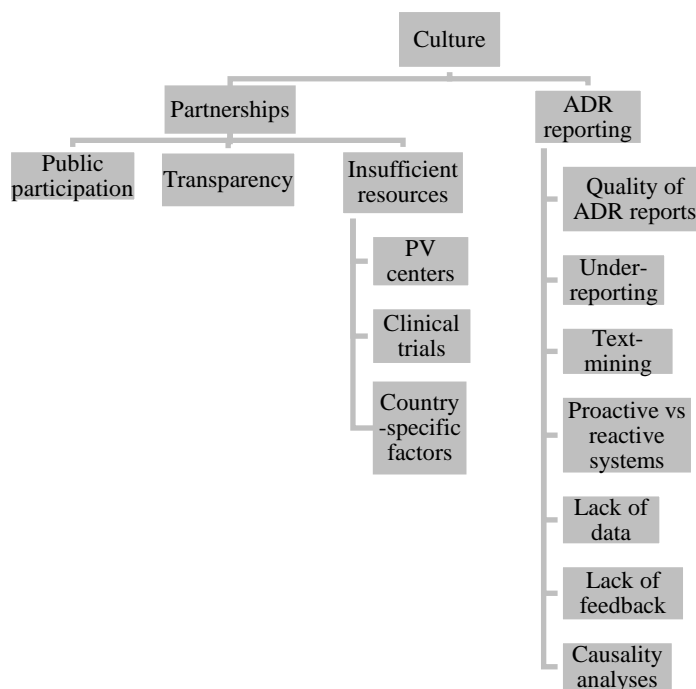 Culture
Partnerships
ADR
reporting
Public
participation
Transparency
Insufficient
resources
PV
centers
Clinical
trials
Country
-specific
factors
Quality of
ADR reports
Under-
reporting
Text-
mining
Proactive vs
reactive
systems
Lack of
data
Lack of
feedback
Causality
analyses